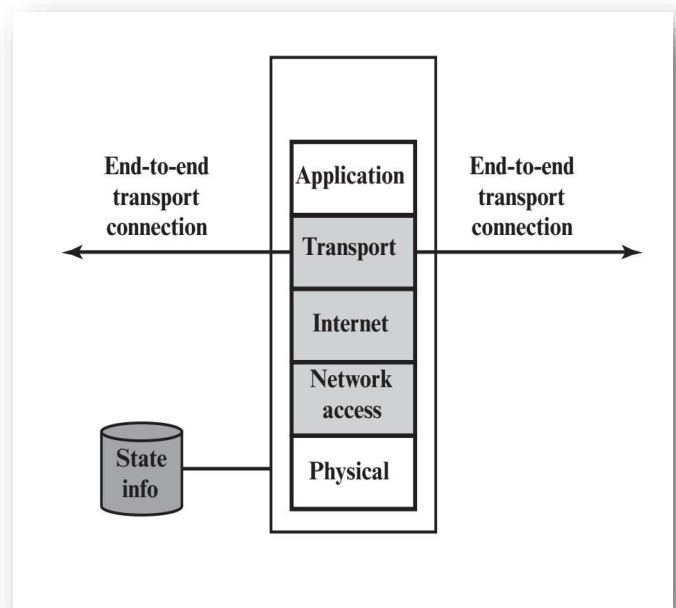 End-to-end
transport
connection
End-to-end
transport
connection
Application
Transport
Internet
Network
access
Physical
State
info